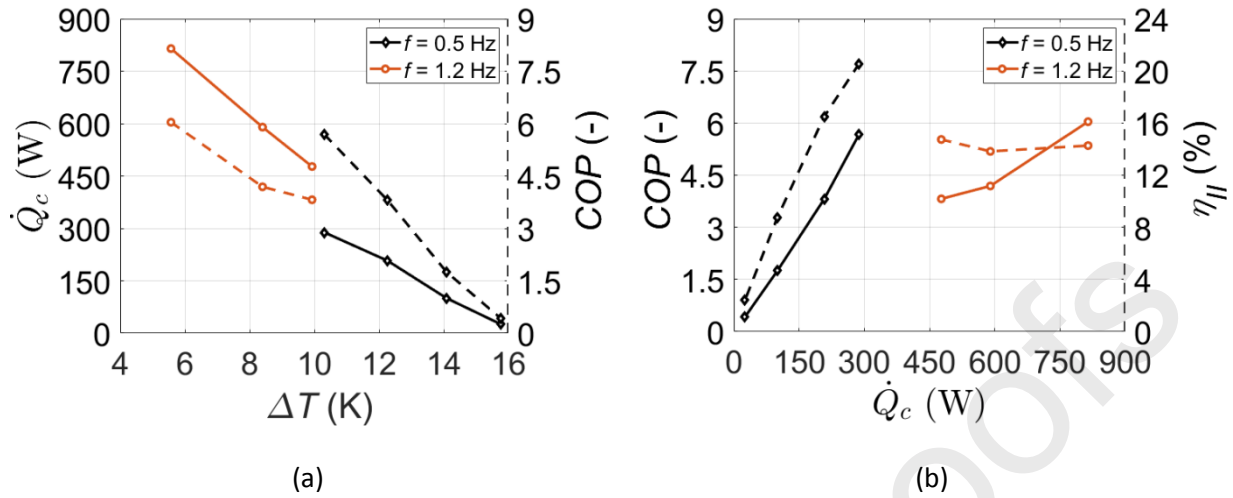 900
750
600
450
300
150
0
Q̇c (W)
4 6 8 10 12 14 16
ΔT (K)
9
7.5
6
4.5
3
1.5
0
COP (-)
f = 0.5 Hz
f = 1.2 Hz
(a)
9
7.5
6
4.5
3
1.5
0
COP (-)
0 150 300 450 600 750 900
Q̇c (W)
24
20
16
12
8
4
0
ηII (%)
f = 0.5 Hz
f = 1.2 Hz
(b)
oofs